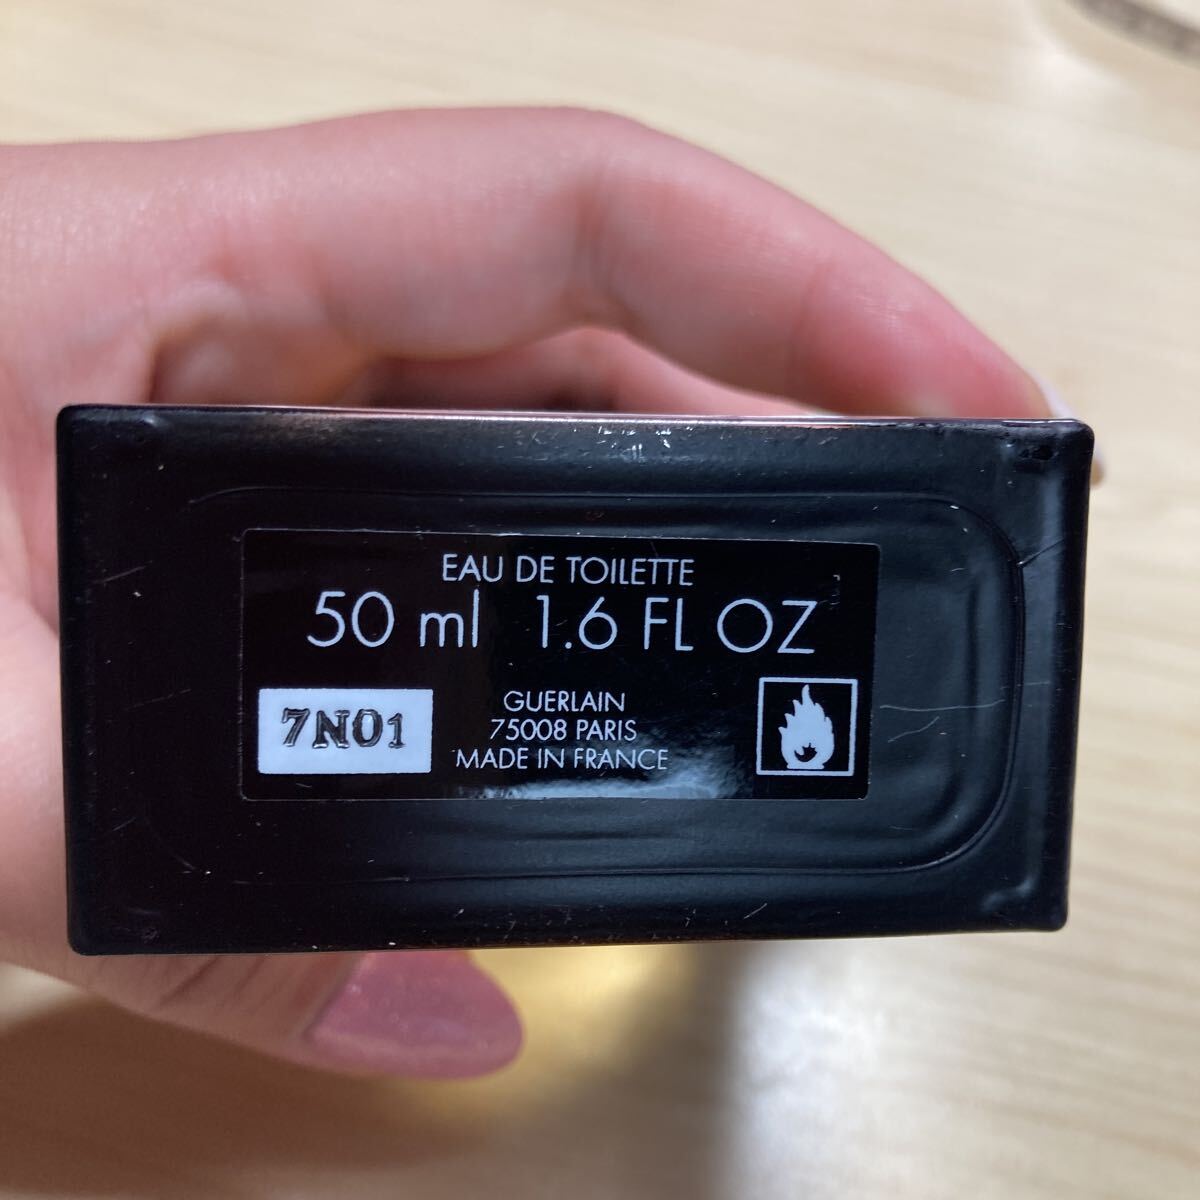 EAU DE TOILETTE
50 ml 1.6 FL OZ
7N01
GUERLAIN
75008 PARIS
MADE IN FRANCE